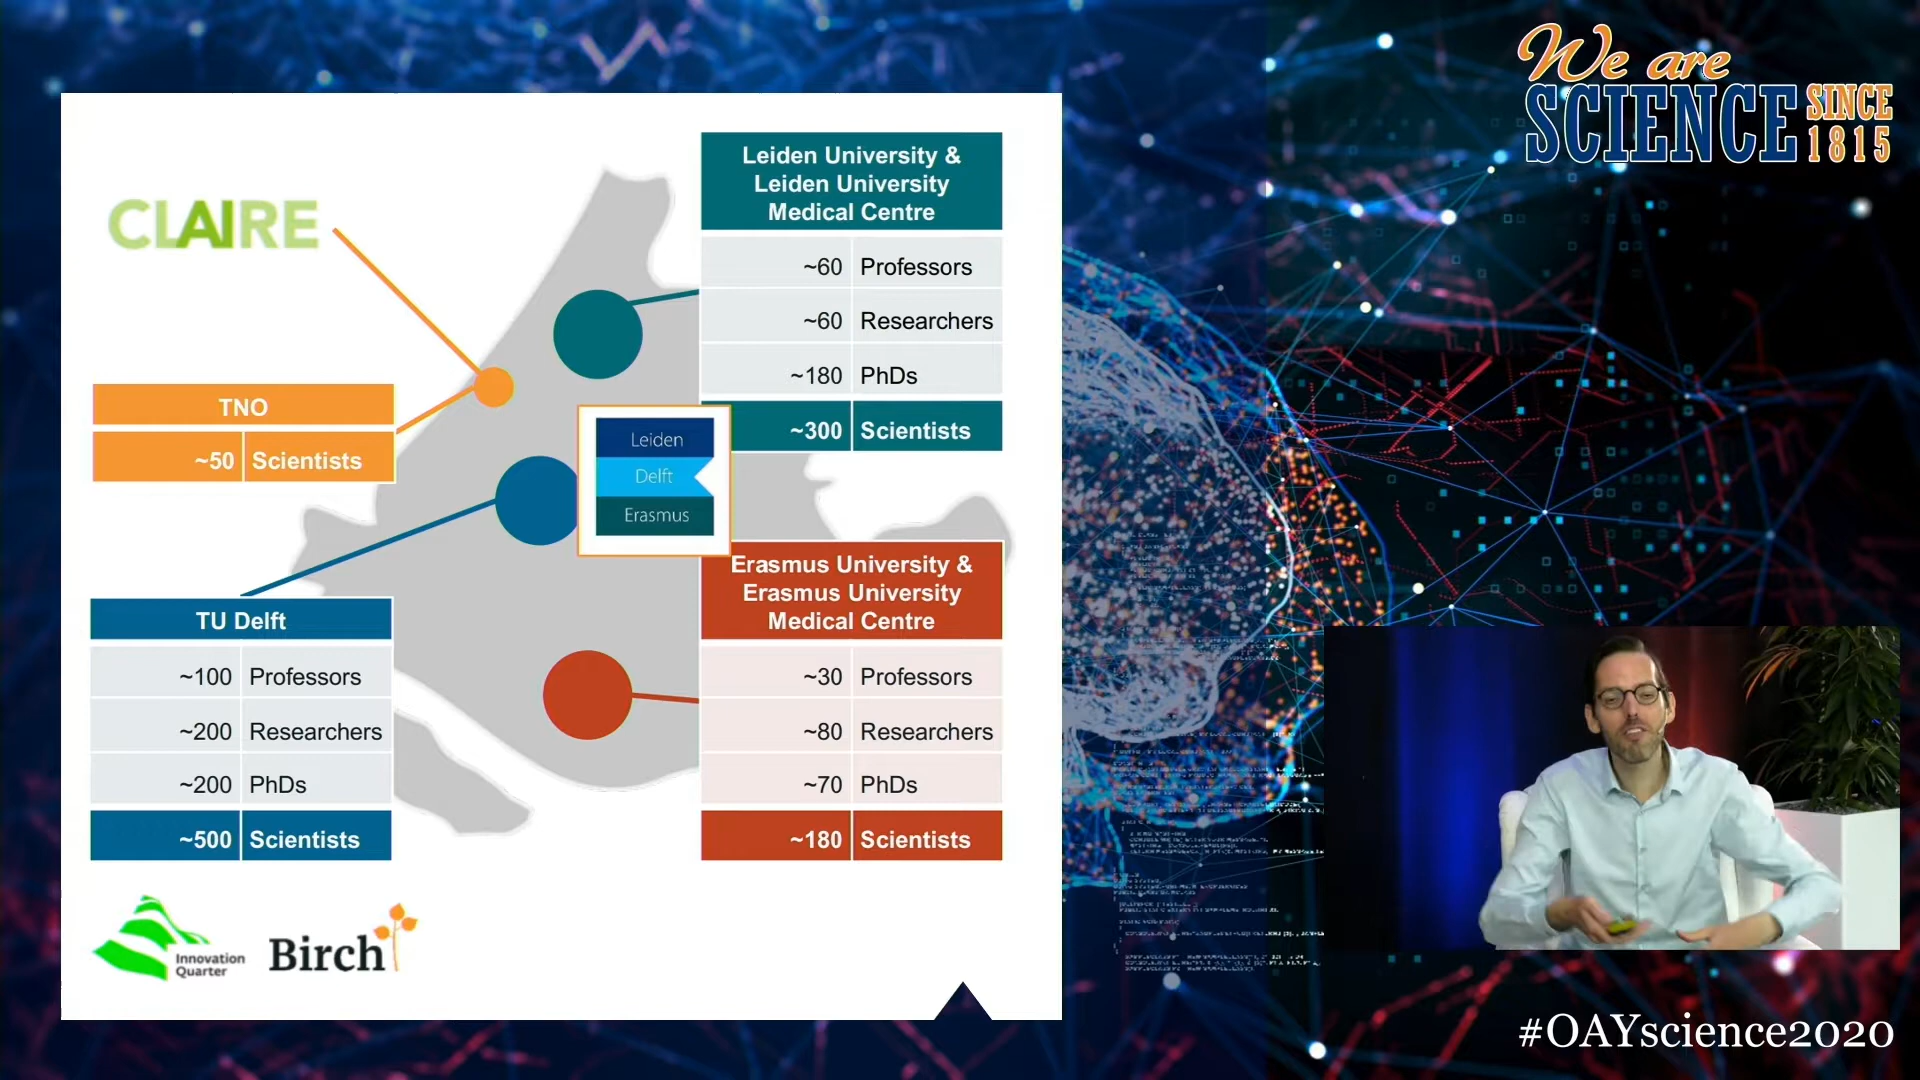 We are
SCIENCE SINCE
1815
Leiden University &
Leiden University
Medical Centre
~60 Professors
~60 Researchers
~180 PhDs
~300 Scientists
CLAIRE
TNO
~50 Scientists
Leiden
Delft
Erasmus
Erasmus University &
Erasmus University
Medical Centre
~30 Professors
~80 Researchers
~70 PhDs
~180 Scientists
TU Delft
~100 Professors
~200 Researchers
~200 PhDs
~500 Scientists
Innovation
Quarter
Birch
#OAYscience2020